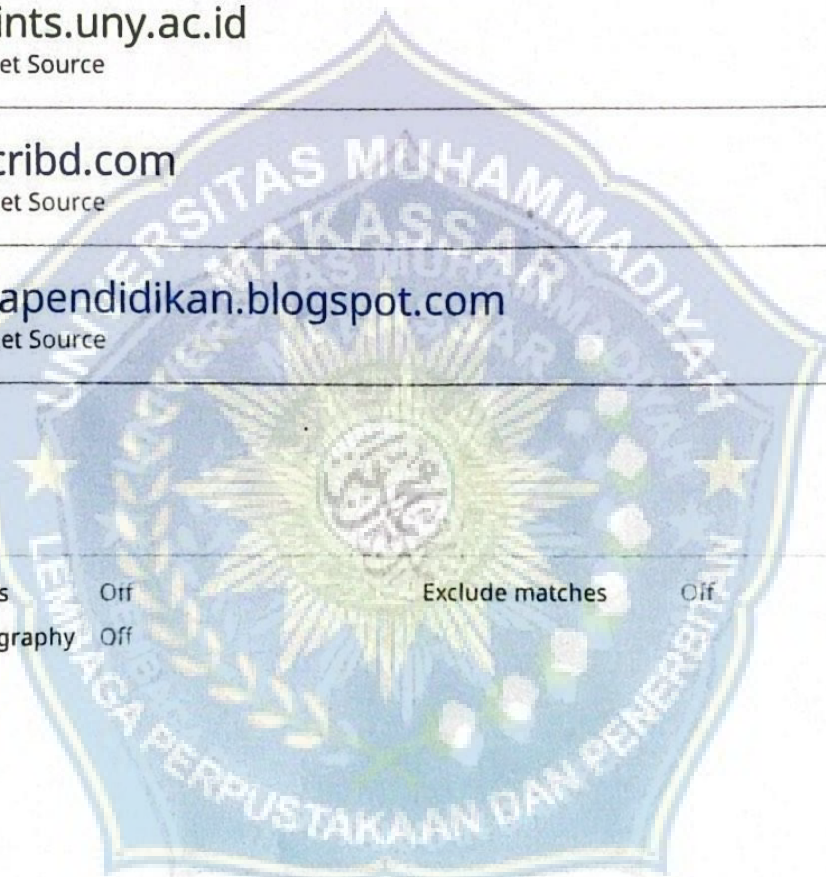 ints.uny.ac.id
et Source
cribd.com
et Source
apendidikan.blogspot.com
et Source
s Off Exclude matches Off
graphy Off
UNIVERSITAS MUHAMMADIYAH
MAKASSAR
LEMBAGA PERPUSTAKAAN DAN PENERBITAN